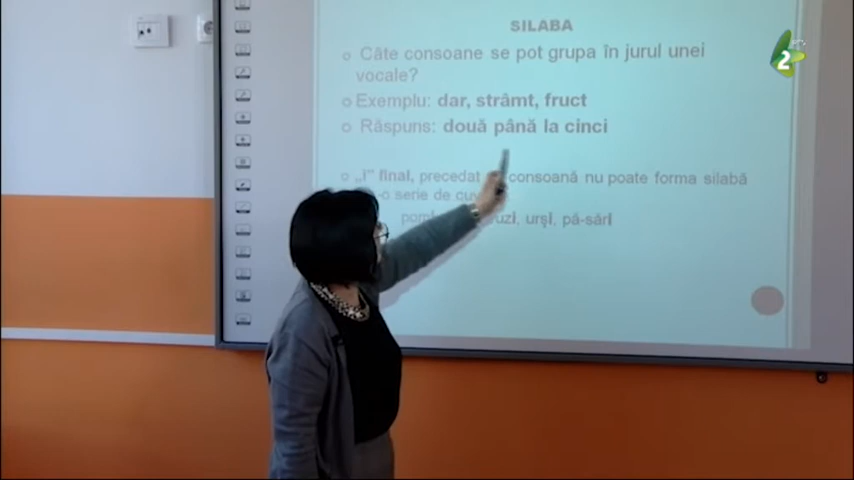 SILABA
Câte consoane se pot grupa în jurul unei
vocale?
Exemplu: dar, strâmt, fruct
Răspuns: două până la cinci
„I” final, precedat consoană nu poate forma silabă
-o serie de
uzi, urşi, pă-sări
2